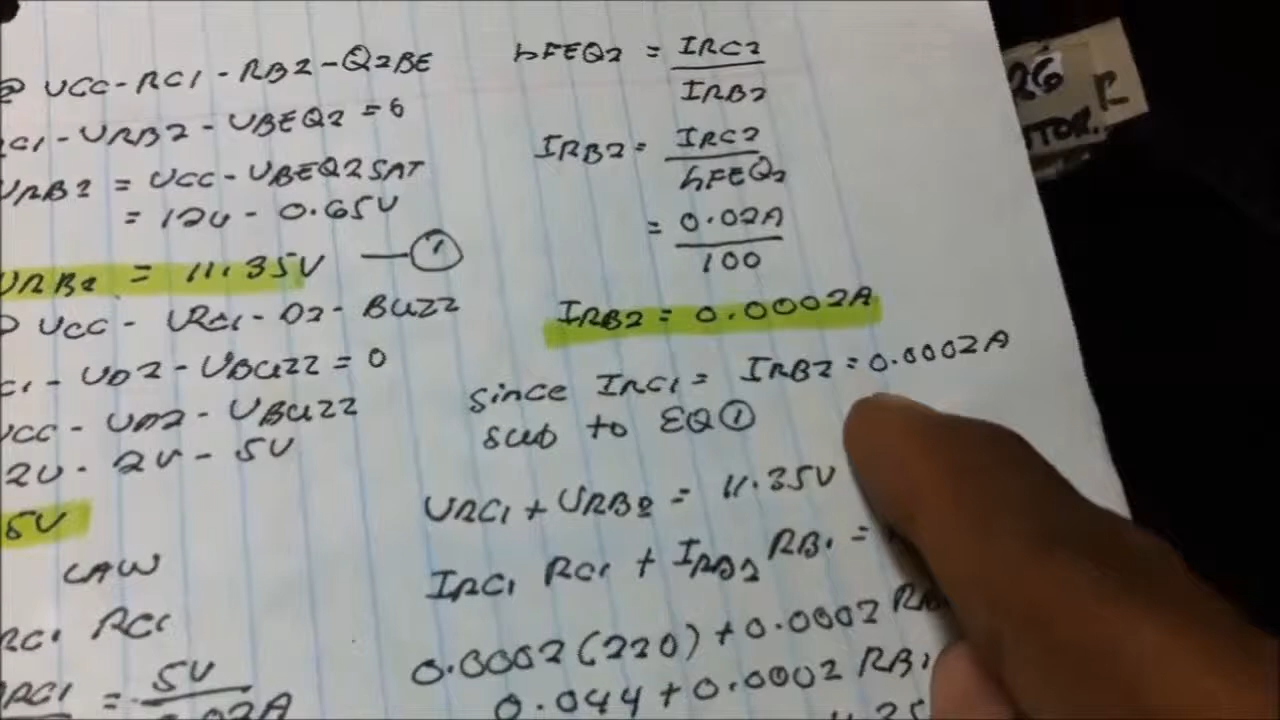 VCC-RC1-RB2-Q2BE
-VRB2-VBEQ2=0
VRB2 = VCC-VBEQ2SAT
= 12V-0.65V
VRB2 = 11.35V —①
VCC-VRC1-D2-BUZZ
-VD2-VBUZZ=0
VCC-VD2-VBUZZ
2V-2V-5V
5V
LAW
RC1 RC1
RC1 = 5V
.02A
hFEQ2 = IRC2
IRB2
IRB2= IRC2
hFEQ2
= 0.02A
100
IRB2= 0.0002A
Since IRC1= IRB2=0.0002A
sub to EQ①
VRC1+VRB2= 11.35V
IRC1 RC1 + IRB2 RB1 =
0.0002(220)+0.0002 RB
0.044+0.0002 RB1
26
R
TTOR.